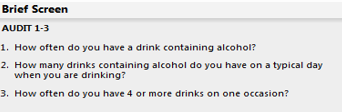 Brief Screen
AUDIT 1-3
1. How often do you have a drink containing alcohol?
2. How many drinks containing alcohol do you have on a typical day
when you are drinking?
3. How often do you have 4 or more drinks on one occasion?